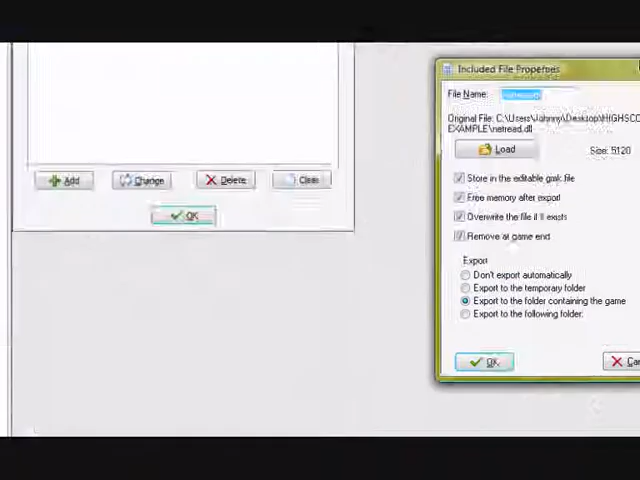 Included File Properties
File Name:
Original File: C:\Users\Johnny\Desktop\HIGHSCO
EXAMPLE\netread.dll
Load
Size: 5120
Add
Change
Delete
Clear
Store in the editable gmk file
Free memory after export
Overwrite the file if it exists
OK
Remove at game end
Export
Don't export automatically
Export to the temporary folder
Export to the folder containing the game
Export to the following folder:
OK
Can